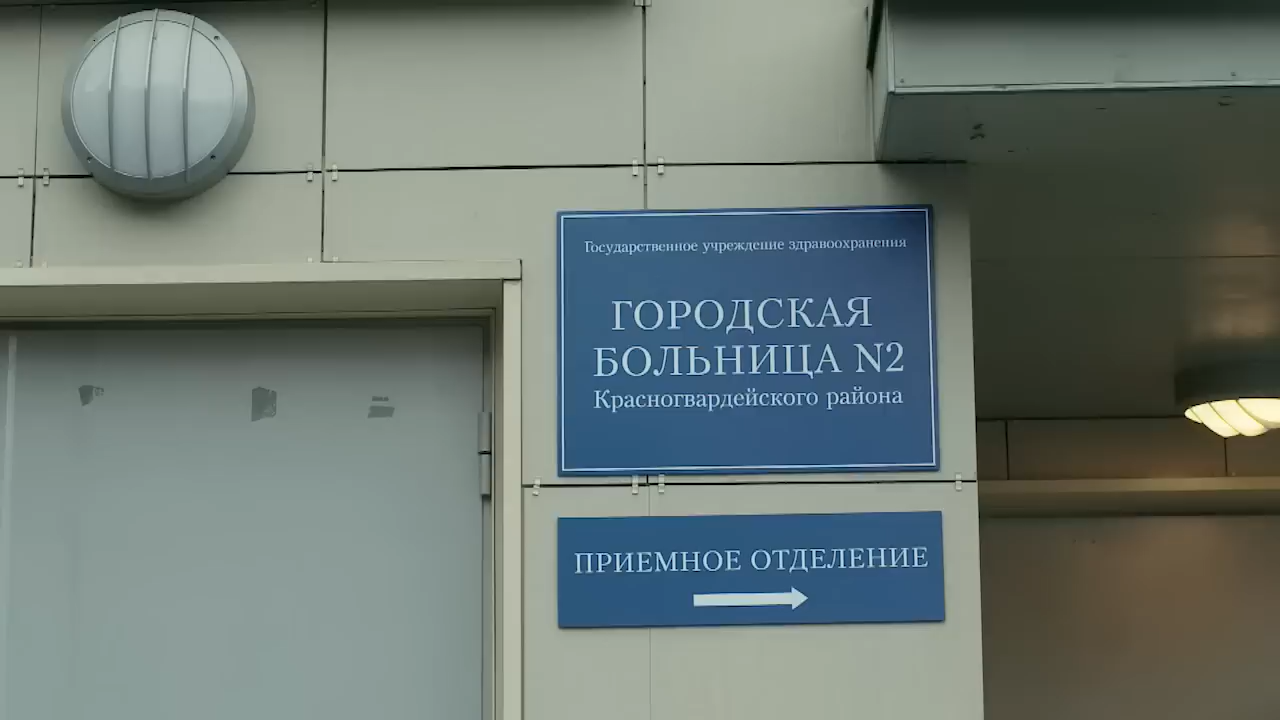 Государственное учреждение здравоохранения
ГОРОДСКАЯ
БОЛЬНИЦА N2
Красногвардейского района
ПРИЕМНОЕ ОТДЕЛЕНИЕ